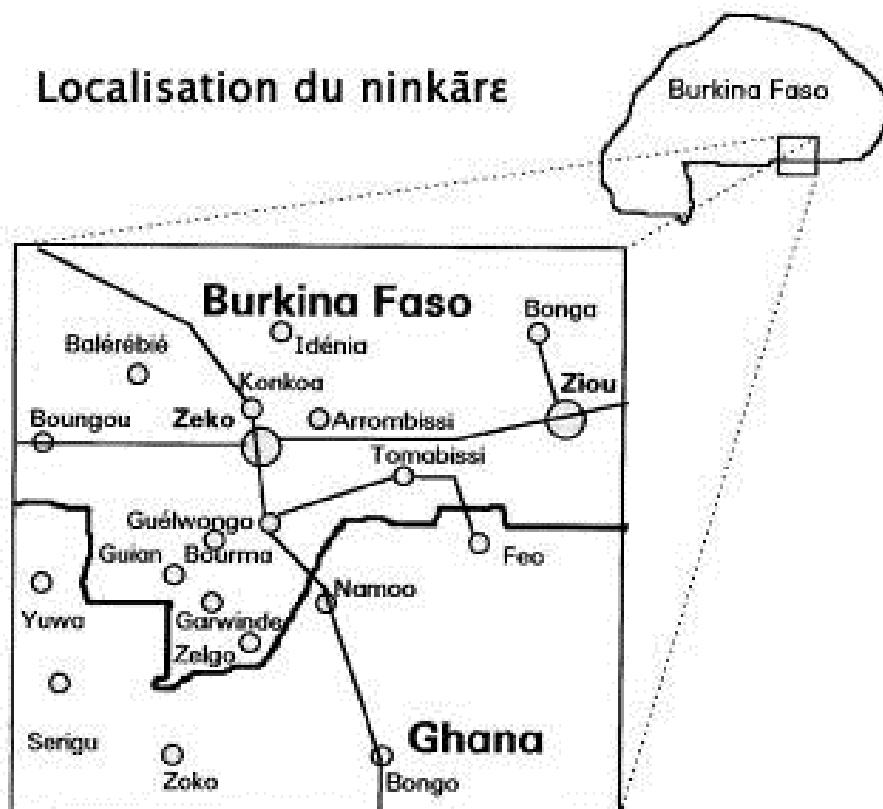 Localisation du ninkãrɛ
Burkina Faso
Burkina Faso
Bonga
Idénia
Balérébié
Ziou
Konkoa
Boungou
Zeko
Arrombissi
Tomabissi
Guélwongo
Guian
Bourma
Feo
Namoo
Yuwa
Garwinde
Zelgo
Serigu
Ghana
Zoko
Bongo